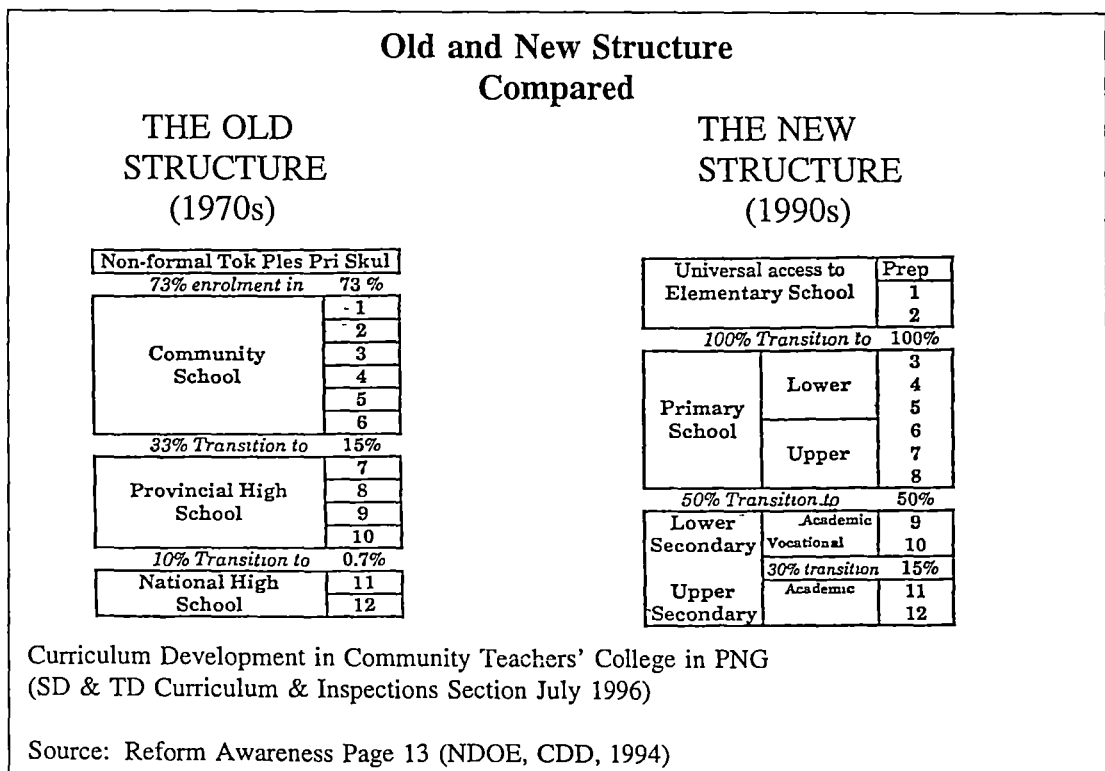 Old and New Structure
Compared
THE OLD
STRUCTURE
(1970s)
Non-formal Tok Ples Pri Skul
73% enrolment in 73 %
Community
School
1
2
3
4
5
6
33% Transition to 15%
Provincial High
School
7
8
9
10
10% Transition to 0.7%
National High
School
11
12
THE NEW
STRUCTURE
(1990s)
Universal access to
Elementary School
Prep
1
2
100% Transition to 100%
Primary
School
Lower
3
4
5
Upper
6
7
8
50% Transition to 50%
Lower
Secondary
Academic
Vocational
9
10
30% transition 15%
Upper
Secondary
Academic
11
12
Curriculum Development in Community Teachers' College in PNG
(SD & TD Curriculum & Inspections Section July 1996)
Source: Reform Awareness Page 13 (NDOE, CDD, 1994)